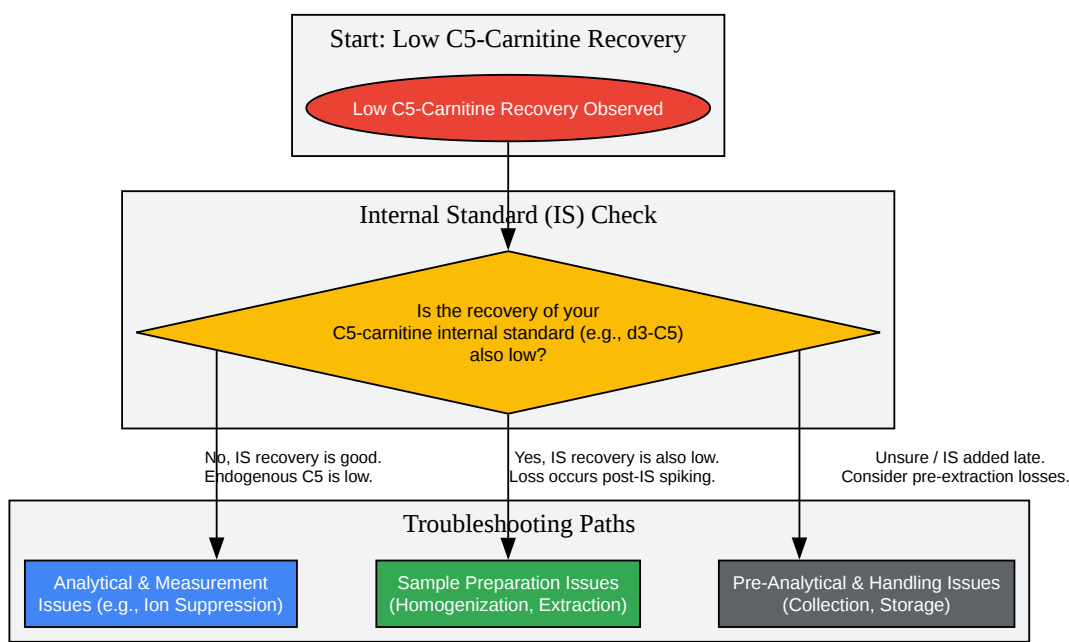 Start: Low C5-Carnitine Recovery
Low C5-Carnitine Recovery Observed
Internal Standard (IS) Check
Is the recovery of your
C5-carnitine internal standard (e.g., d3-C5)
also low?
No, IS recovery is good.
Endogenous C5 is low.
Yes, IS recovery is also low.
Loss occurs post-IS spiking.
Unsure / IS added late.
Consider pre-extraction losses.
Troubleshooting Paths
Analytical & Measurement
Issues (e.g., Ion Suppression)
Sample Preparation Issues
(Homogenization, Extraction)
Pre-Analytical & Handling Issues
(Collection, Storage)